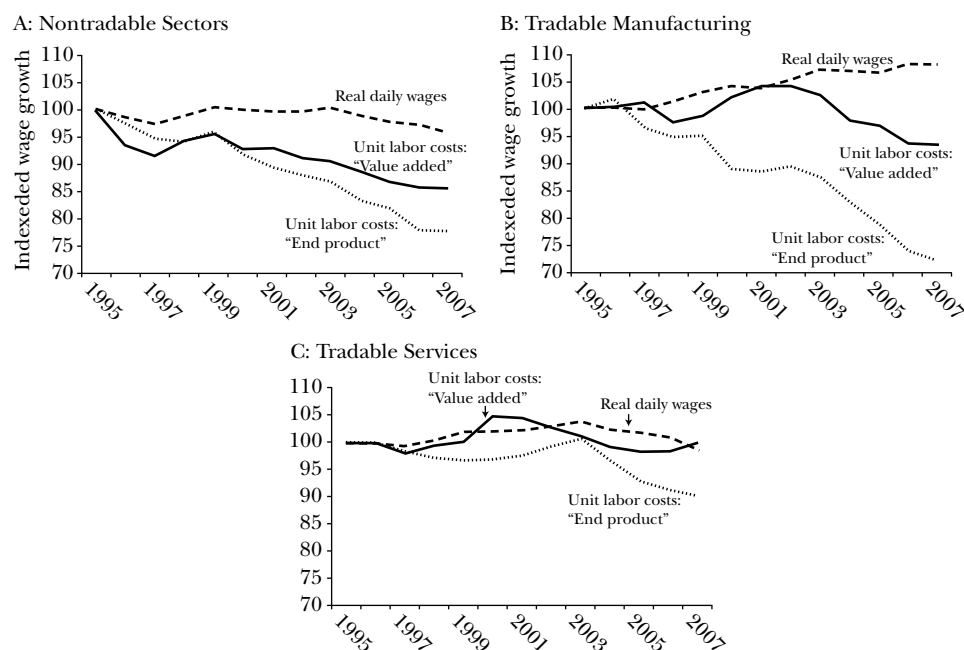 A: Nontradable Sectors
Indexeded wage growth
110
105
100
95
90
85
80
75
70
Real daily wages
Unit labor costs:
“Value added”
Unit labor costs:
“End product”
1995
1997
1999
2001
2003
2005
2007
B: Tradable Manufacturing
Indexeded wage growth
110
105
100
95
90
85
80
75
70
Real daily wages
Unit labor costs:
“Value added”
Unit labor costs:
“End product”
1995
1997
1999
2001
2003
2005
2007
C: Tradable Services
110
105
100
95
90
85
80
75
70
Unit labor costs:
“Value added”
Real daily wages
Unit labor costs:
“End product”
1995
1997
1999
2001
2003
2005
2007